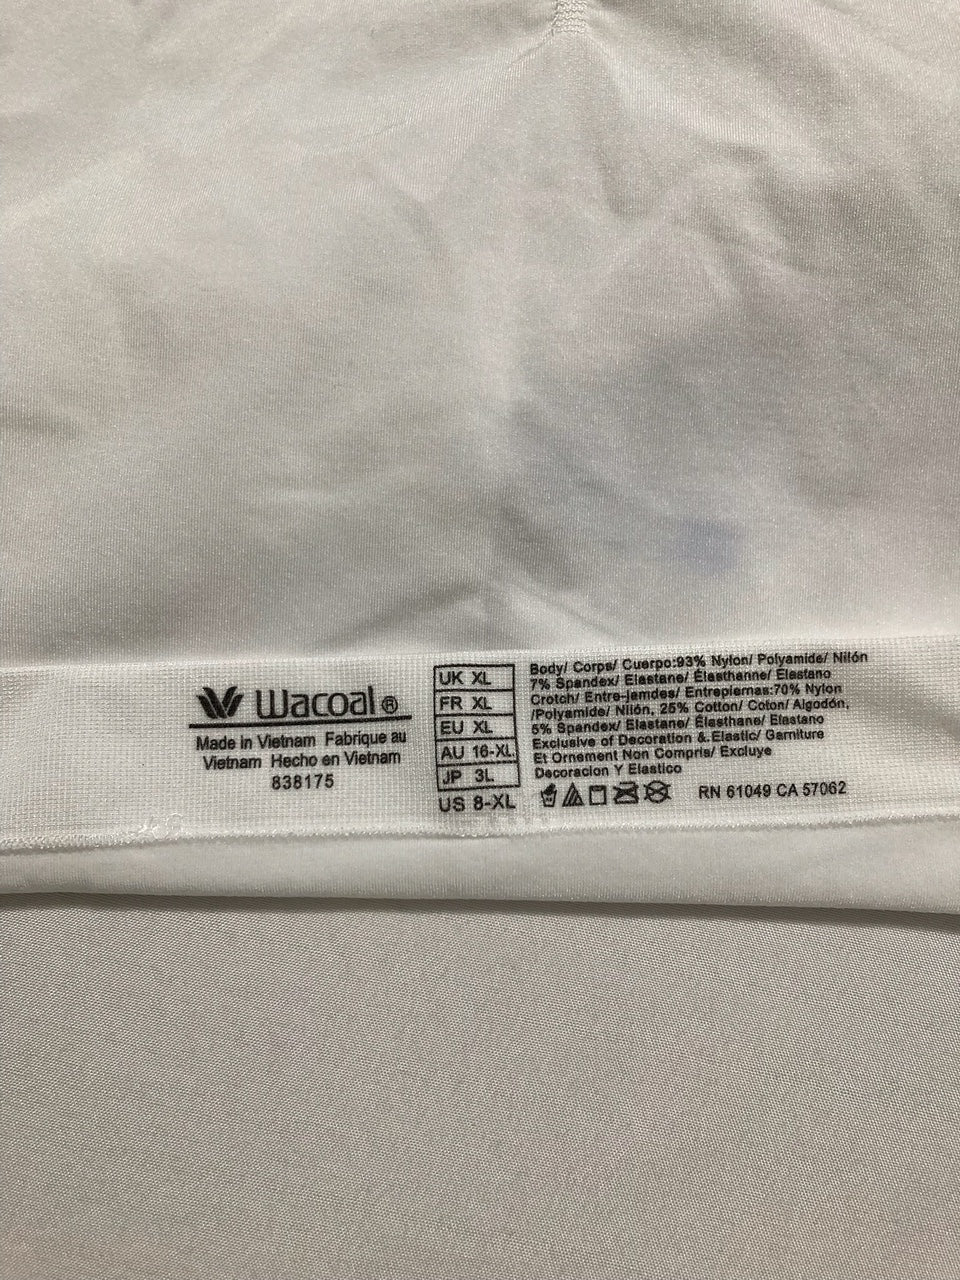 Wacoal®
Made in Vietnam Fabrique au
Vietnam Hecho en Vietnam
838175
UK XL
FR XL
EU XL
AU 16-XL
JP 3L
US 8-XL
Body/ Corps/ Cuerpo:93% Nylon/ Polyamide/ Nilón
7% Spandex/ Elastane/ Élasthanne/ Elastano
Crotch/ Entre-jamdes/ Entrepiernas:70% Nylon
/Polyamide/ Nilón, 25% Cotton/ Coton/ Algodón,
5% Spandex/ Elastane/ Élasthane/ Elastano
Exclusive of Decoration & Elastic/ Garniture
Et Ornement Non Compris/ Excluye
Decoracion Y Elastico
RN 61049 CA 57062